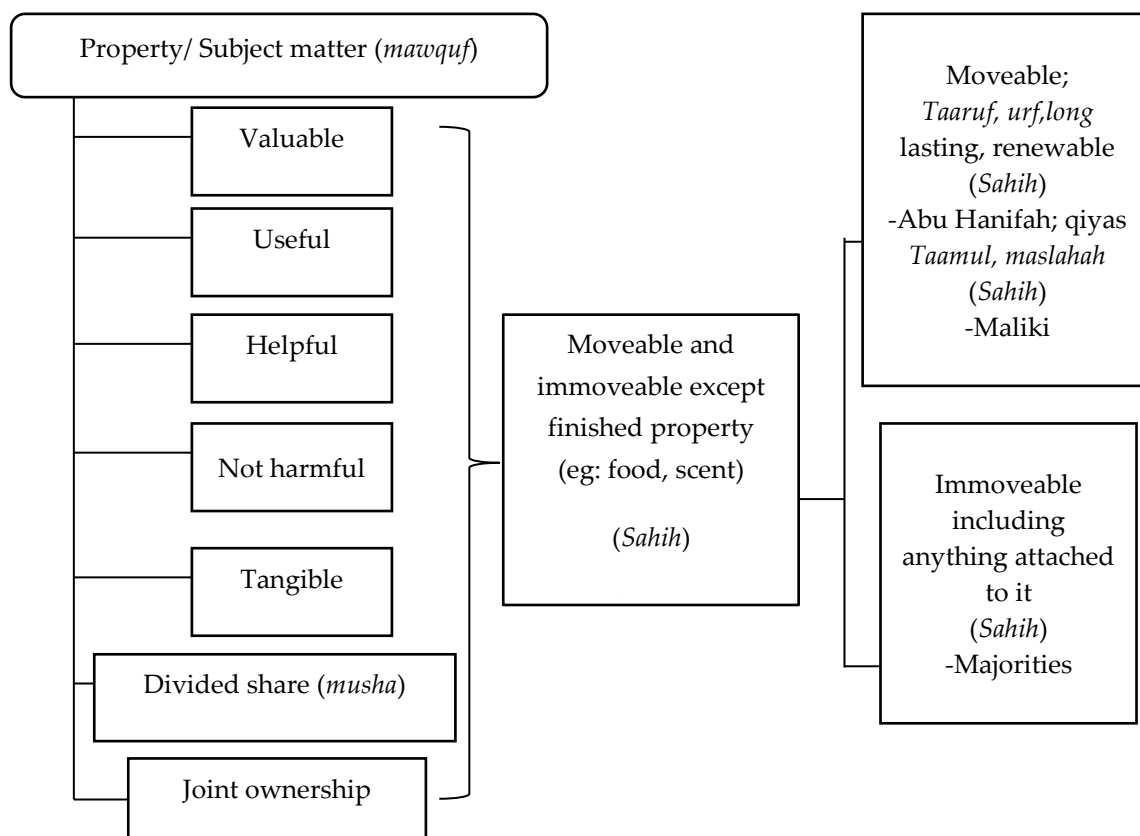 Property/ Subject matter (mawquf)
Valuable
Useful
Helpful
Not harmful
Tangible
Divided share (musha)
Joint ownership
Moveable and
immoveable except
finished property
(eg: food, scent)
(Sahih)
Moveable;
Taaruf, urf,long
lasting, renewable
(Sahih)
-Abu Hanifah; qiyas
Taamul, maslahah
(Sahih)
-Maliki
Immoveable
including
anything attached
to it
(Sahih)
-Majorities